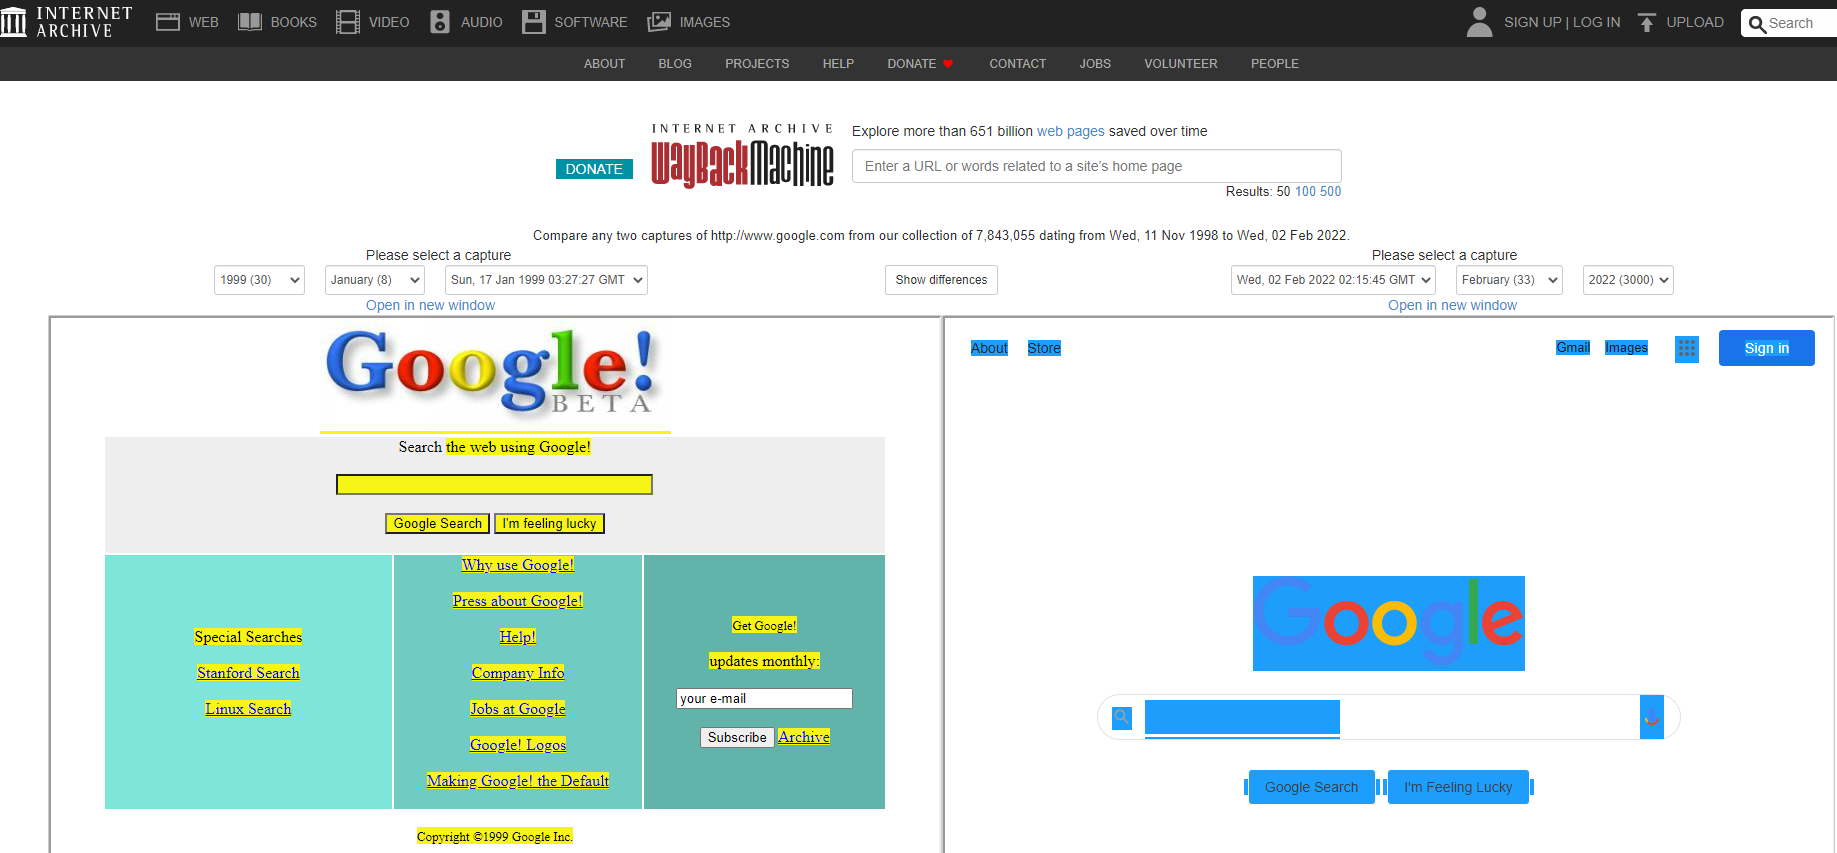 INTERNET ARCHIVE
WEB BOOKS VIDEO AUDIO SOFTWARE IMAGES
SIGN UP | LOG IN UPLOAD Search
ABOUT BLOG PROJECTS HELP DONATE CONTACT JOBS VOLUNTEER PEOPLE
DONATE
INTERNET ARCHIVE
WayBackMachine
Explore more than 651 billion web pages saved over time
Enter a URL or words related to a site's home page
Results: 50 100 500
Compare any two captures of http://www.google.com from our collection of 7,843,055 dating from Wed, 11 Nov 1998 to Wed, 02 Feb 2022.
Please select a capture
1999 (30) January (8) Sun, 17 Jan 1999 03:27:27 GMT
Open in new window
Show differences
Please select a capture
Wed, 02 Feb 2022 02:15:45 GMT February (33) 2022 (3000)
Open in new window
Google!
BETA
Search the web using Google!
Google Search I'm feeling lucky
Special Searches
Stanford Search
Linux Search
Why use Google!
Press about Google!
Help!
Company Info
Jobs at Google
Google! Logos
Making Google! the Default
Get Google!
updates monthly:
your e-mail
Subscribe Archive
Copyright ©1999 Google Inc.
About Store
Gmail Images Sign in
Google
Google Search I'm Feeling Lucky